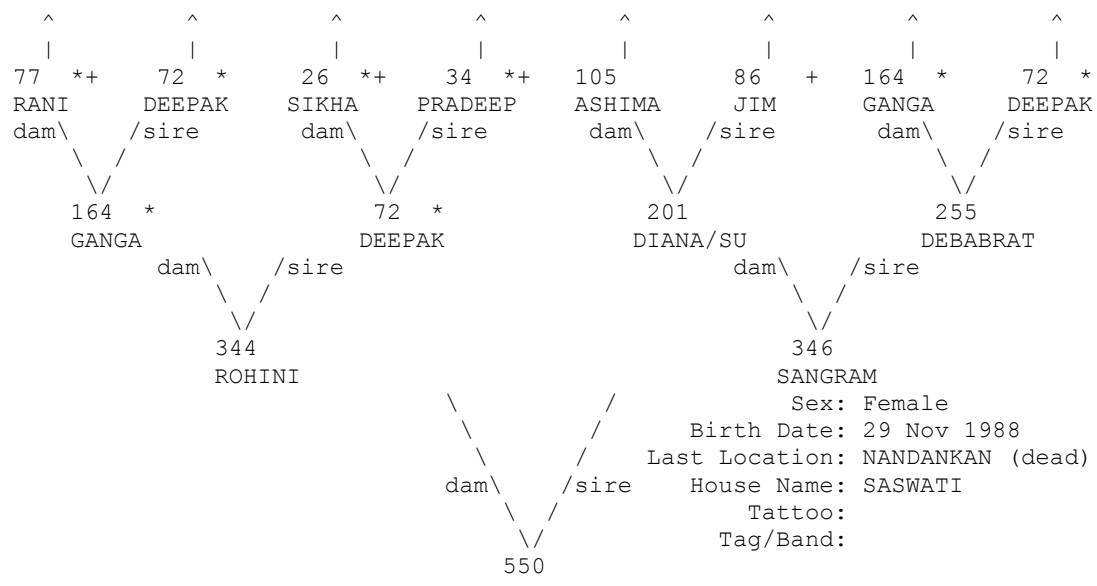 ^ ^ ^ ^ ^ ^ ^ ^
| | | | | | | |
77 *+ 72 * 26 *+ 34 *+ 105 86 + 164 * 72 *
RANI DEEPAK SIKHA PRADEEP ASHIMA JIM GANGA DEEPAK
dam\ /sire dam\ /sire dam\ /sire dam\ /sire
\ / \ / \ / \ /
\/ \/ \/ \/
164 * 72 * 201 255
GANGA DEEPAK DIANA/SU DEBABRAT
dam\ /sire dam\ /sire
\ / \ /
\ / \ /
\/ \/
344 346
ROHINI SANGRAM
\ / Sex: Female
\ / Birth Date: 29 Nov 1988
\ / Last Location: NANDANKAN (dead)
dam\ /sire House Name: SASWATI
\ / Tattoo:
\/ Tag/Band:
550